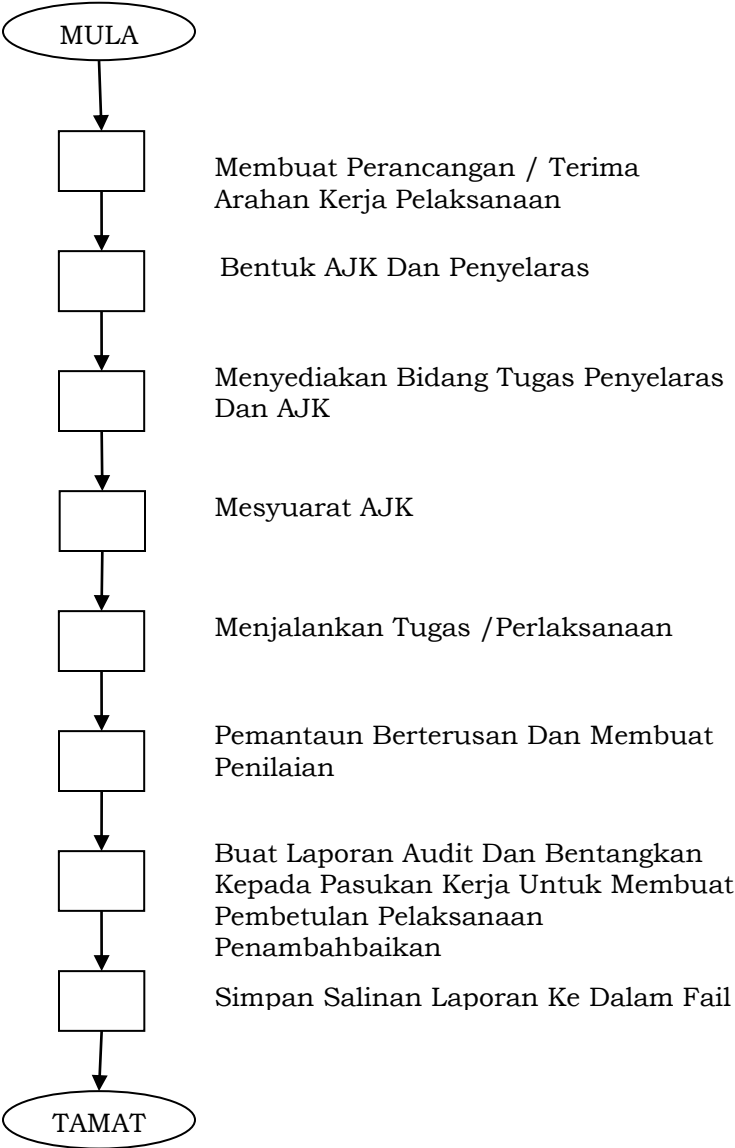 MULA
Membuat Perancangan / Terima
Arahan Kerja Pelaksanaan
Bentuk AJK Dan Penyelaras
Menyediakan Bidang Tugas Penyelaras
Dan AJK
Mesyuarat AJK
Menjalankan Tugas /Perlaksanaan
Pemantaun Berterusan Dan Membuat
Penilaian
Buat Laporan Audit Dan Bentangkan
Kepada Pasukan Kerja Untuk Membuat
Pembetulan Pelaksanaan
Penambahbaikan
Simpan Salinan Laporan Ke Dalam Fail
TAMAT